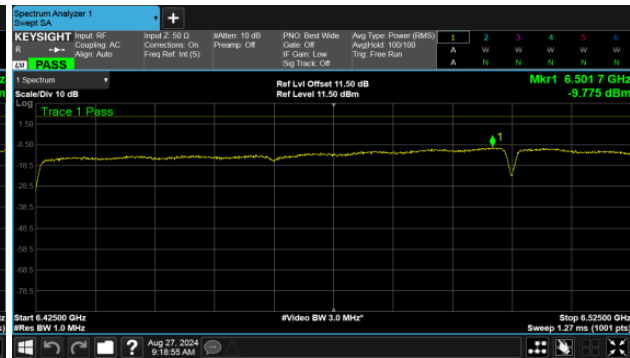 Spectrum Analyzer 1
Swept SA
KEYSIGHT
R
LXI PASS
Input: RF
Coupling: AC
Align: Auto
Input Z: 50 Ω
Corrections: On
Freq Ref: Int (S)
#Atten: 10 dB
Preamp: Off
PNO: Best Wide
Gate: Off
IF Gain: Low
Sig Track: Off
Avg Type: Power (RMS)
Avg|Hold: 100/100
Trig: Free Run
1 2 3 4 5 6
A W W W W W
A N N N N N
1 Spectrum
Scale/Div 10 dB
Ref Lvl Offset 11.50 dB
Ref Level 11.50 dBm
Mkr1 6.501 7 GHz
-9.775 dBm
Log
Trace 1 Pass
1.50
-8.50
1
-18.5
-28.5
-38.5
-48.5
-58.5
-68.5
-78.5
Start 6.42500 GHz
#Res BW 1.0 MHz
#Video BW 3.0 MHz*
Stop 6.52500 GHz
Sweep 1.27 ms (1001 pts)
?
Aug 27, 2024
9:18:55 AM